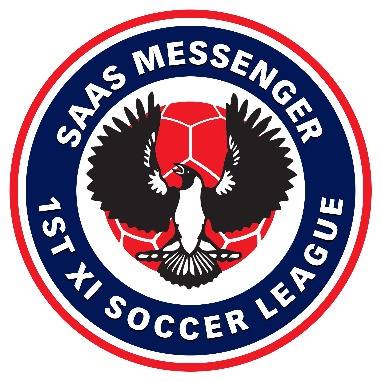 SAAS MESSENGER
1ST XI SOCCER LEAGUE